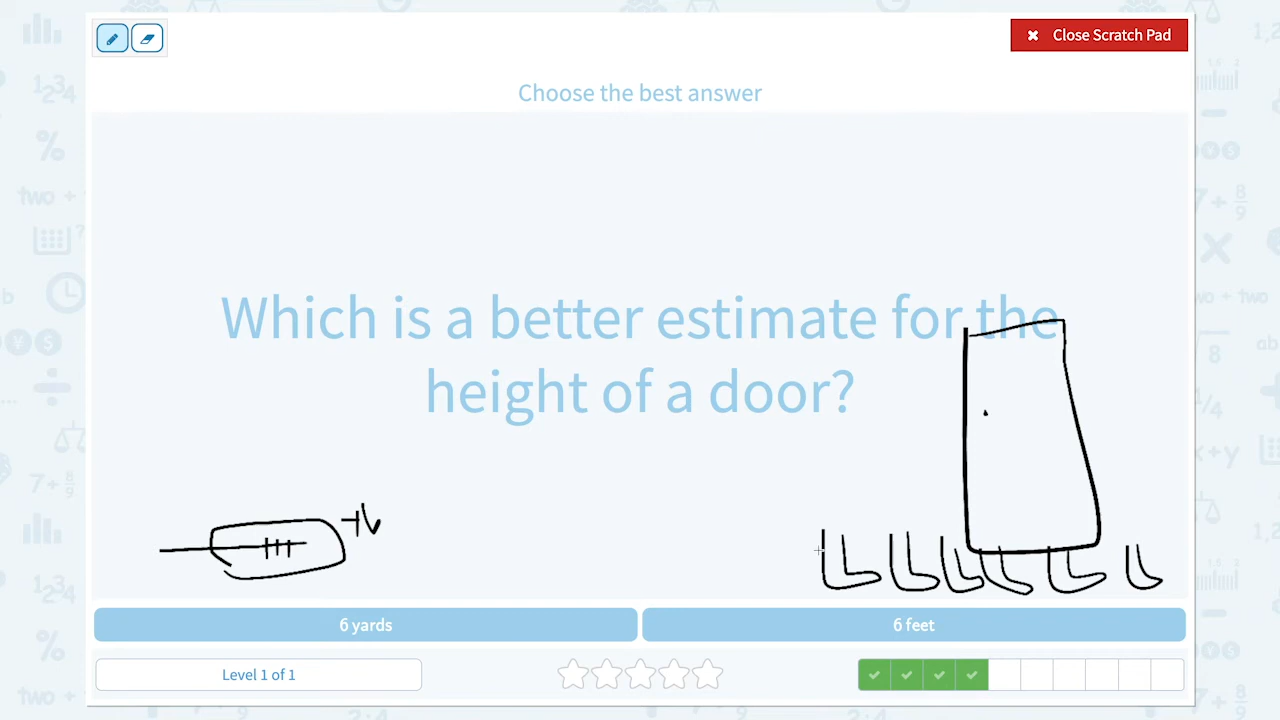 Close Scratch Pad
Choose the best answer
Which is a better estimate for the
height of a door?
6 yards
6 feet
Level 1 of 1